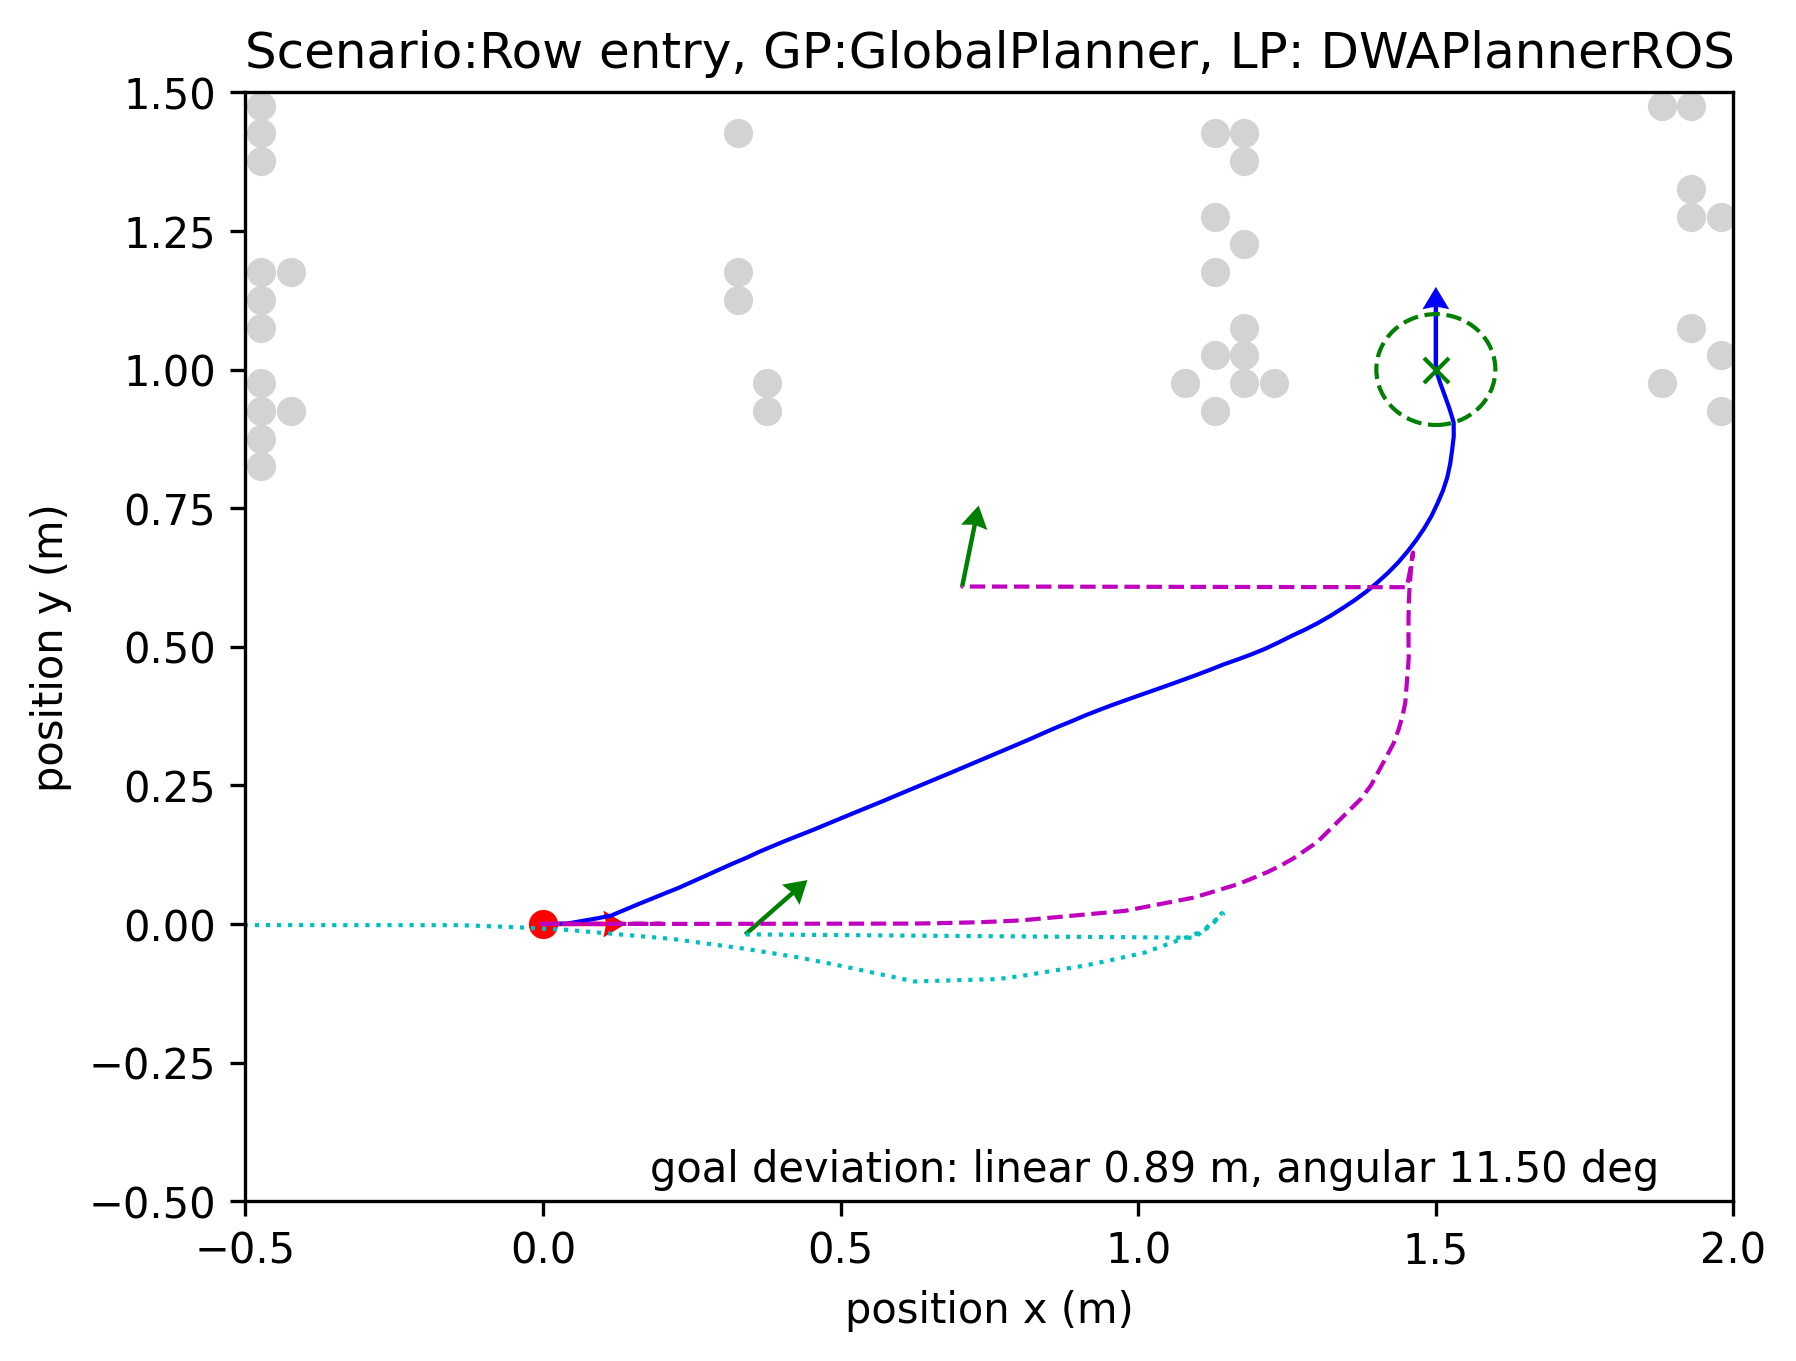 Scenario:Row entry, GP:GlobalPlanner, LP: DWAPlannerROS
1.50
1.25
1.00
0.75
0.50
0.25
0.00
−0.25
−0.50
position y (m)
goal deviation: linear 0.89 m, angular 11.50 deg
−0.5 0.0 0.5 1.0 1.5 2.0
position x (m)